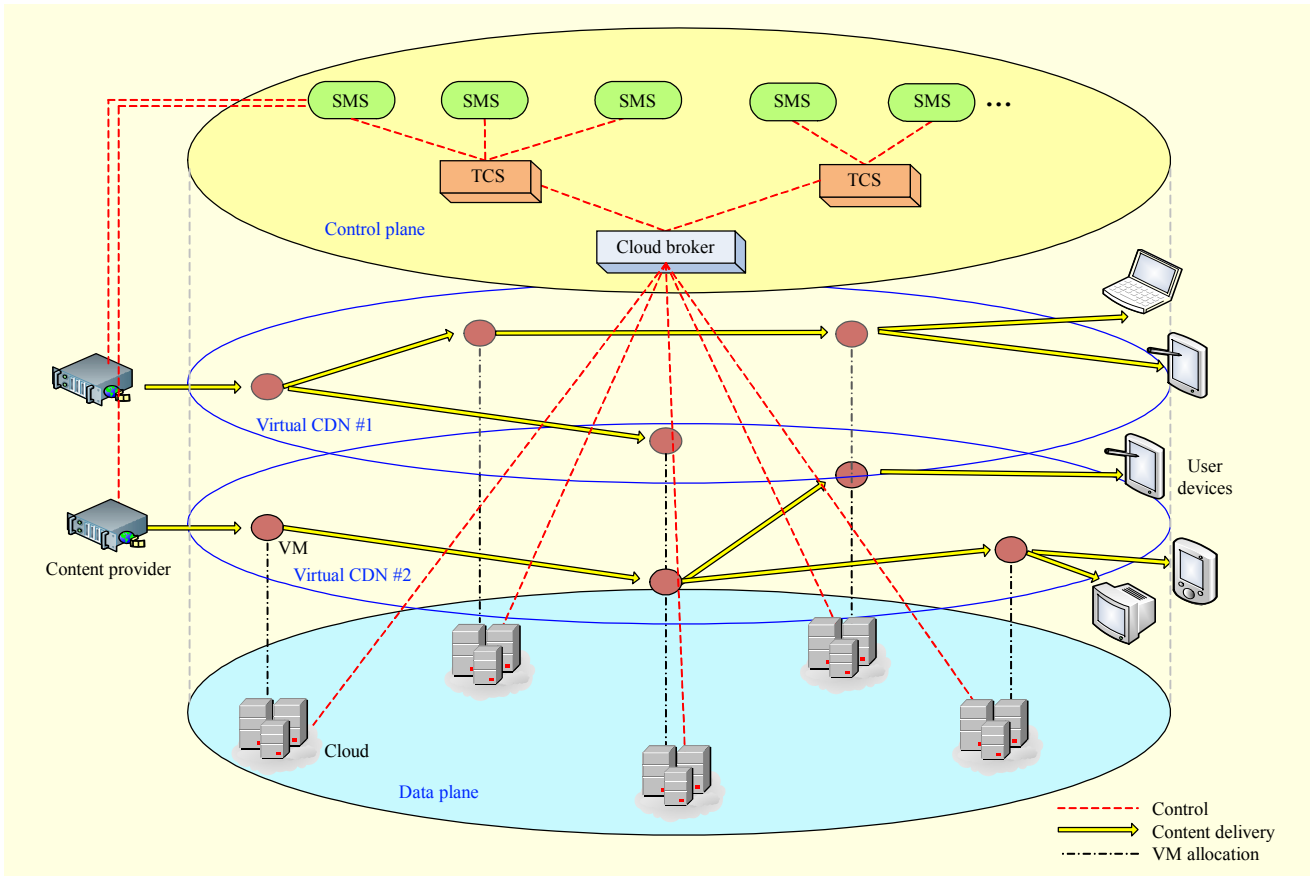 SMS
SMS
SMS
SMS
SMS
...
TCS
TCS
Control plane
Cloud broker
Virtual CDN #1
User
devices
VM
Content provider
Virtual CDN #2
Cloud
Data plane
Control
Content delivery
VM allocation